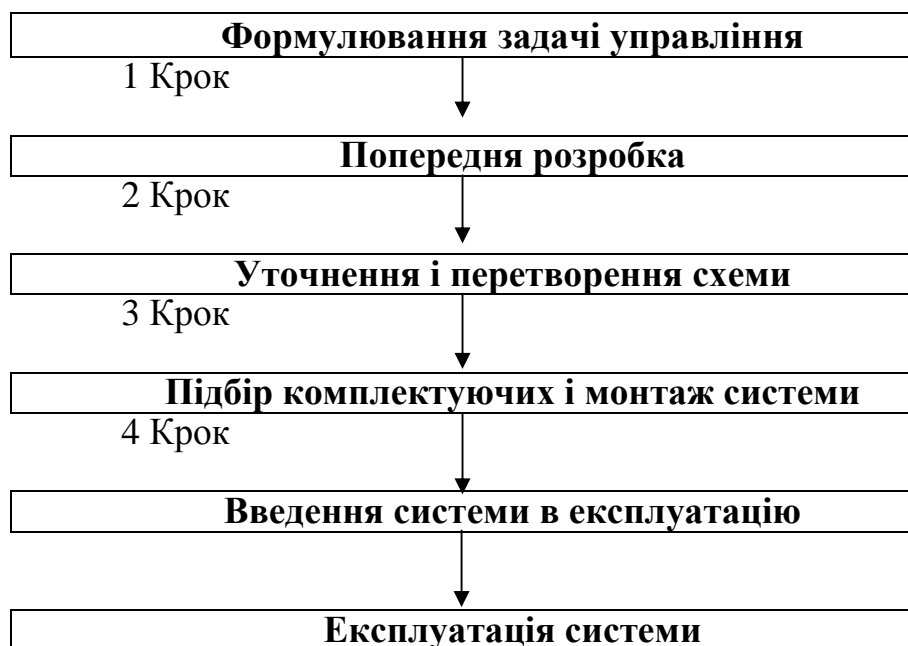 Формулювання задачі управління
1 Крок
Попередня розробка
2 Крок
Уточнення і перетворення схеми
3 Крок
Підбір комплектуючих і монтаж системи
4 Крок
Введення системи в експлуатацію
Експлуатація системи